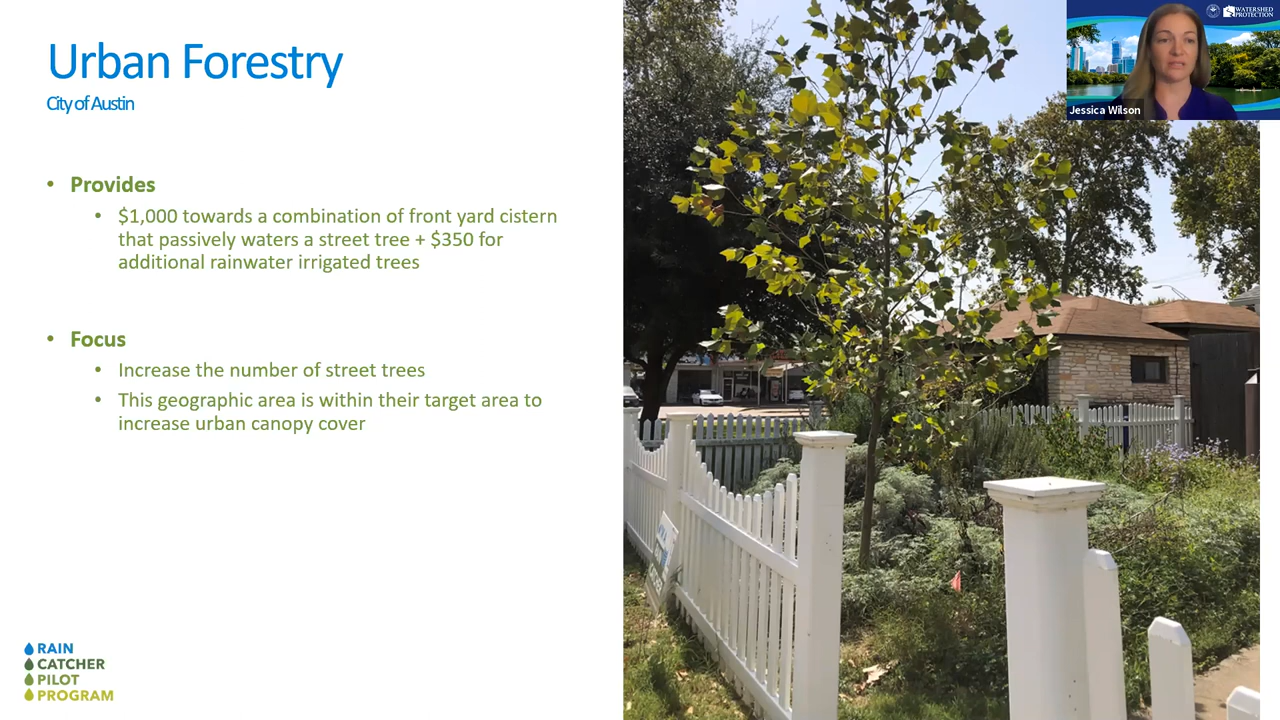 Urban Forestry
City of Austin
• Provides
• $1,000 towards a combination of front yard cistern
that passively waters a street tree + $350 for
additional rainwater irrigated trees
• Focus
• Increase the number of street trees
• This geographic area is within their target area to
increase urban canopy cover
RAIN
CATCHER
PILOT
PROGRAM
WATERSHED
PROTECTION
Jessica Wilson